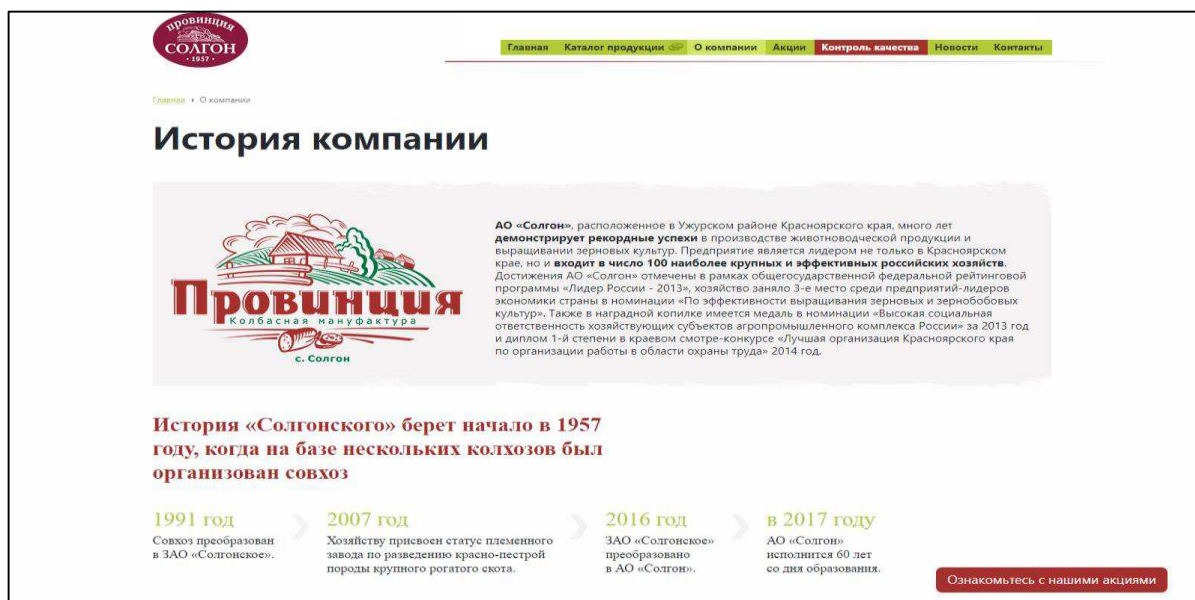 ПРОВИНЦИЯ
СОЛГОН
• 1957 •
Главная Каталог продукции О компании Акции Контроль качества Новости Контакты
Главная › О компании
История компании
Провинция
Колбасная мануфактура
с. Солгон
АО «Солгон», расположенное в Ужурском районе Красноярского края, много лет
демонстрирует рекордные успехи в производстве животноводческой продукции и
выращивании зерновых культур. Предприятие является лидером не только в Красноярском
крае, но и входит в число 100 наиболее крупных и эффективных российских хозяйств.
Достижения АО «Солгон» отмечены в рамках общегосударственной федеральной рейтинговой
программы «Лидер России - 2013», хозяйство заняло 3-е место среди предприятий-лидеров
экономики страны в номинации «По эффективности выращивания зерновых и зернобобовых
культур». Также в наградной копилке имеется медаль в номинации «Высокая социальная
ответственность хозяйствующих субъектов агропромышленного комплекса России» за 2013 год
и диплом 1-й степени в краевом смотре-конкурсе «Лучшая организация Красноярского края
по организации работы в области охраны труда» 2014 год.
История «Солгонского» берет начало в 1957
году, когда на базе нескольких колхозов был
организован совхоз
1991 год
Совхоз преобразован
в ЗАО «Солгонское».
2007 год
Хозяйству присвоен статус племенного
завода по разведению красно-пестрой
породы крупного рогатого скота.
2016 год
ЗАО «Солгонское»
преобразовано
в АО «Солгон».
в 2017 году
АО «Солгон»
исполнится 60 лет
со дня образования.
Ознакомьтесь с нашими акциями